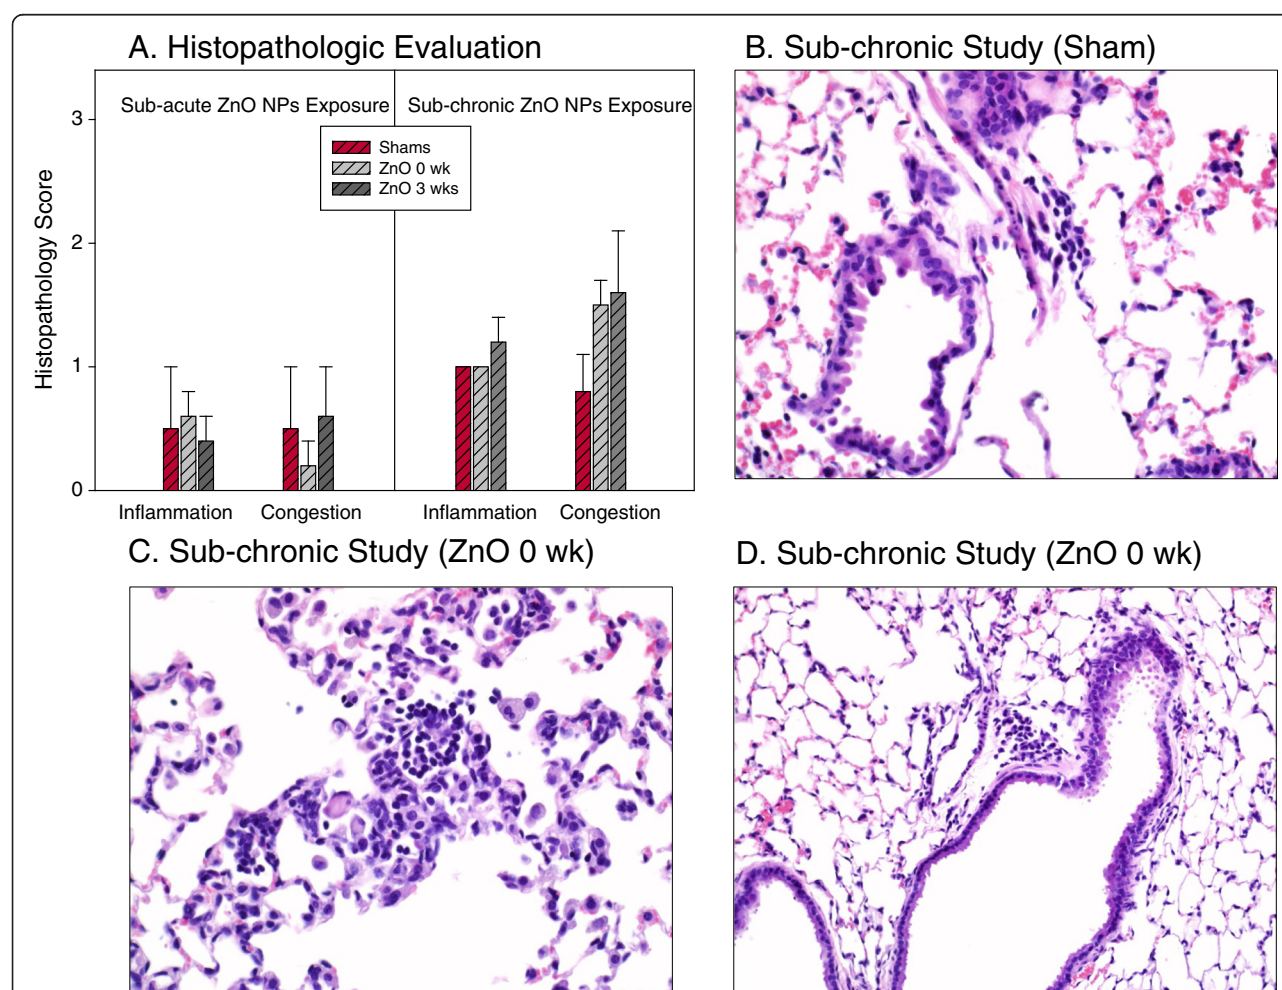 A. Histopathologic Evaluation
Sub-acute ZnO NPs Exposure
Sub-chronic ZnO NPs Exposure
Shams
ZnO 0 wk
ZnO 3 wks
Histopathology Score
3
2
1
0
Inflammation
Congestion
Inflammation
Congestion
B. Sub-chronic Study (Sham)
C. Sub-chronic Study (ZnO 0 wk)
D. Sub-chronic Study (ZnO 0 wk)